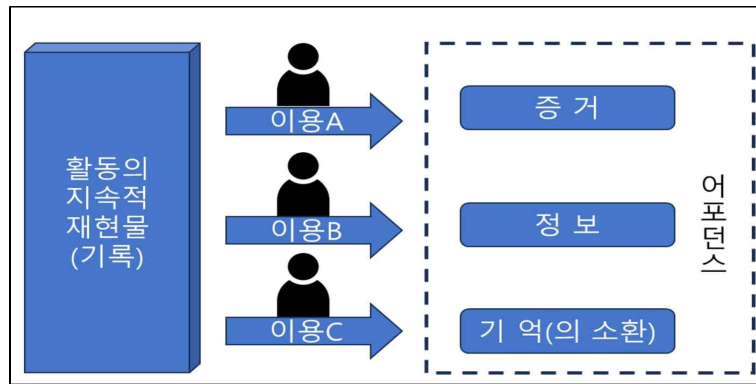 활동의
지속적
재현물
(기록)
이용A
이용B
이용C
증 거
정 보
기 억(의 소환)
어포던스